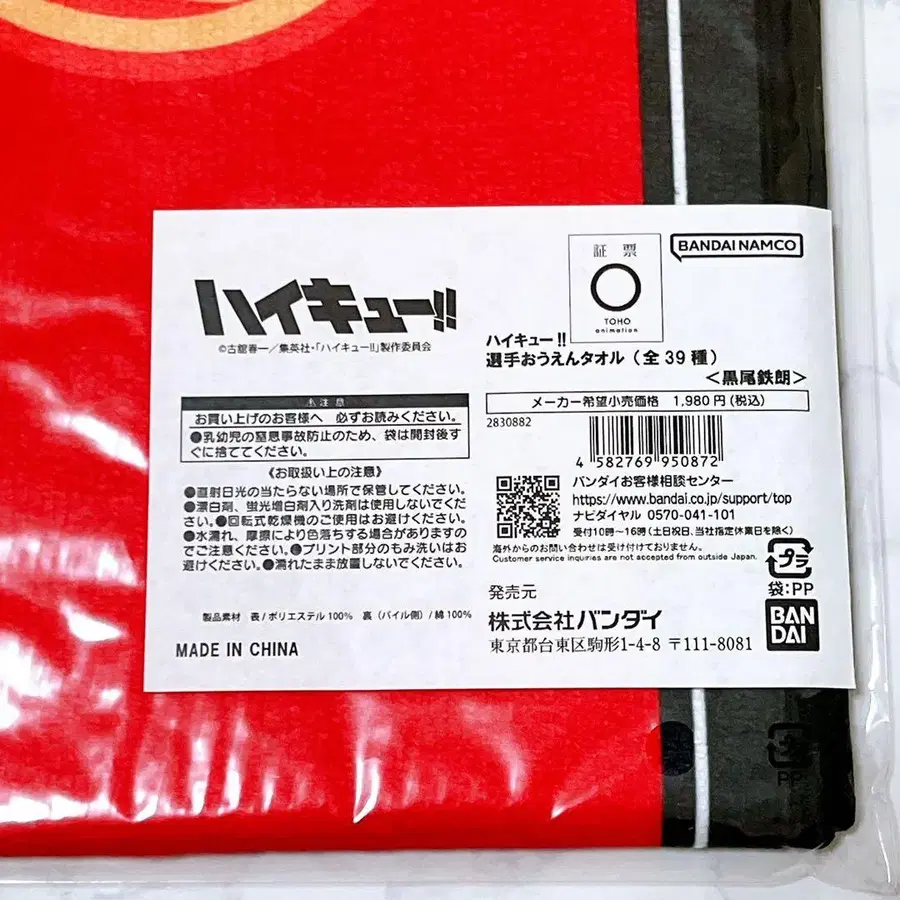 ハイキュー!!
©古舘春一／集英社・「ハイキュー!!」製作委員会
証票
TOHO
animation
BANDAI NAMCO
ハイキュー!!
選手おうえんタオル（全39種）
＜黒尾鉄朗＞
メーカー希望小売価格 1,980円（税込）
2830882
4 582769 950872
⚠注意
お買い上げのお客様へ 必ずお読みください。
●乳幼児の窒息事故防止のため、袋は開封後す
ぐに捨ててください。
《お取扱い上の注意》
●直射日光の当たらない場所で保管してください。
●漂白剤、蛍光増白剤入り洗剤は使用しないでくだ
さい。●回転式乾燥機のご使用はお避けください。
●水濡れ、摩擦により色落ちする場合がありますの
でご注意ください。●プリント部分のもみ洗いはお
避けください。●濡れたまま放置しないでください。
製品素材 表/ポリエステル100% 裏（パイル側）/綿100%
MADE IN CHINA
バンダイお客様相談センター
https://www.bandai.co.jp/support/top
ナビダイヤル 0570-041-101
受付10時～16時（土日祝日、当社指定休業日を除く）
海外からのお問い合わせは受け付けておりません。
Customer service inquiries are not accepted from outside Japan.
プラ
袋:PP
発売元
株式会社バンダイ
東京都台東区駒形1-4-8 〒111-8081
BAN
DAI
PP